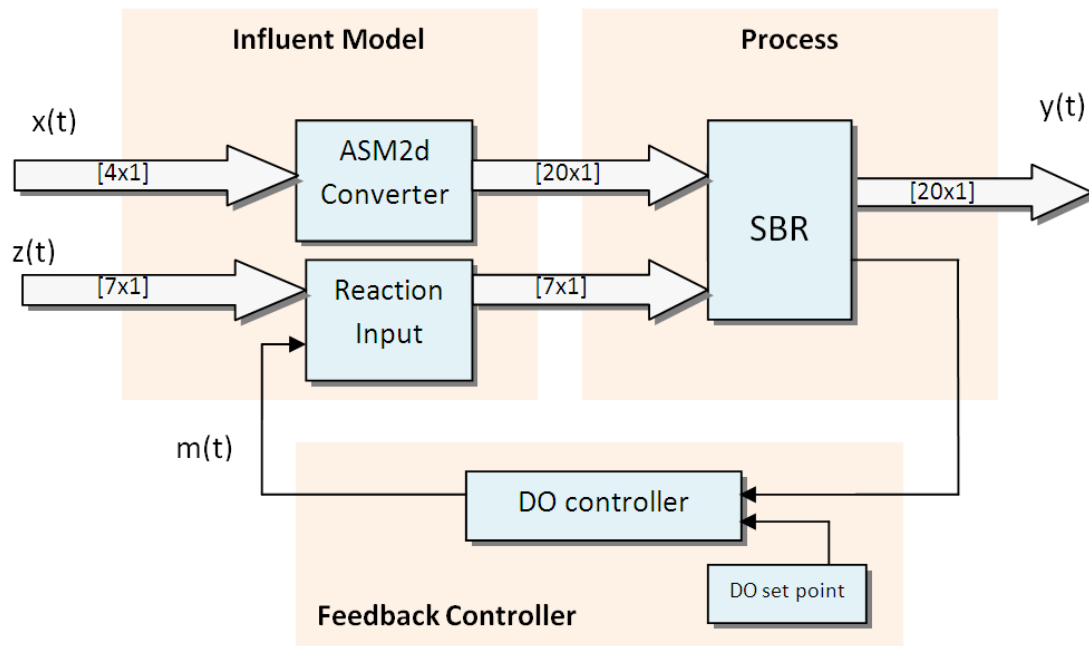 Influent Model
Process
x(t)
y(t)
[4x1]
ASM2d
Converter
[20x1]
SBR
[20x1]
z(t)
[7x1]
Reaction
Input
[7x1]
m(t)
DO controller
DO set point
Feedback Controller